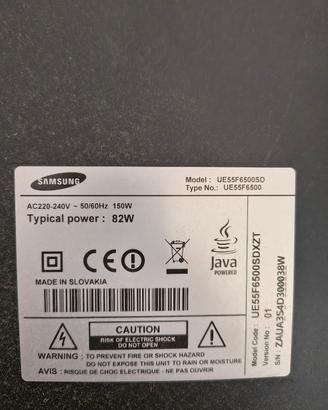 SAMSUNG
Model : UE55F6500SD
Type No.: UE55F6500
AC220-240V ~ 50/60Hz 150W
Typical power : 82W
Java
POWERED
MADE IN SLOVAKIA
CAUTION
RISK OF ELECTRIC SHOCK
DO NOT OPEN
WARNING : TO PREVENT FIRE OR SHOCK HAZARD
DO NOT EXPOSE THIS UNIT TO RAIN OR MOISTURE
AVIS : RISQUE DE CHOC ELECTRIQUE - NE PAS OUVRIR
Model Code : UE55F6500SDXZT
Version No : 01
S/N : ZAUA3S4D300038W